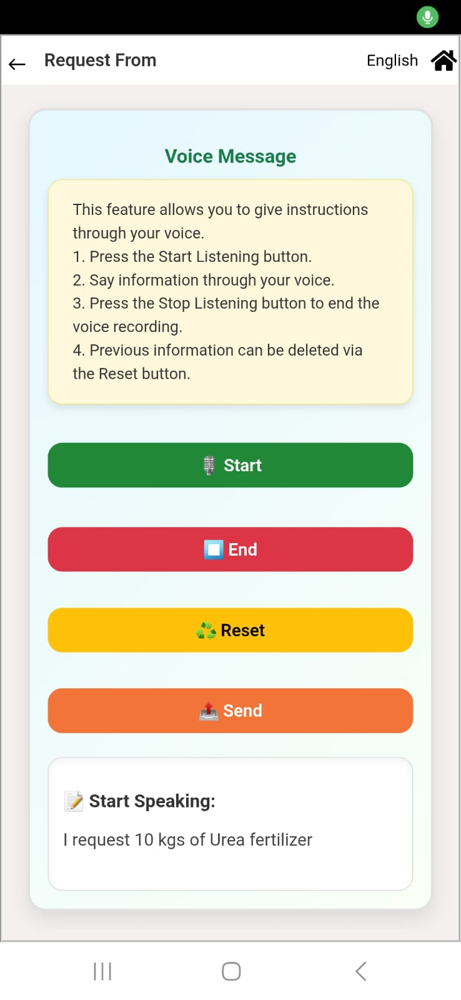 Request From
English
Voice Message
This feature allows you to give instructions
through your voice.
1. Press the Start Listening button.
2. Say information through your voice.
3. Press the Stop Listening button to end the
voice recording.
4. Previous information can be deleted via
the Reset button.
Start
End
Reset
Send
Start Speaking:
I request 10 kgs of Urea fertilizer